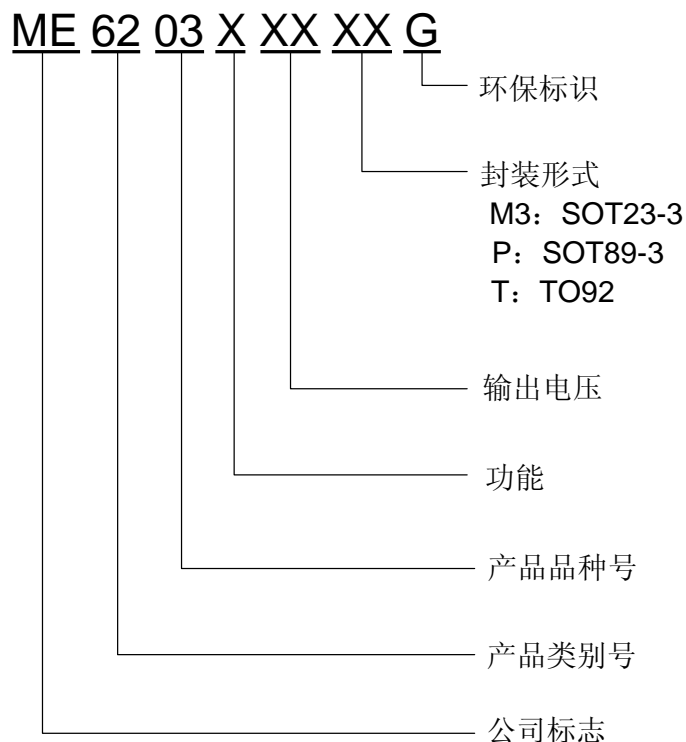 ME 62 03 X XX XX G
环保标识
封装形式
M3：SOT23-3
P：SOT89-3
T：TO92
输出电压
功能
产品品种号
产品类别号
公司标志